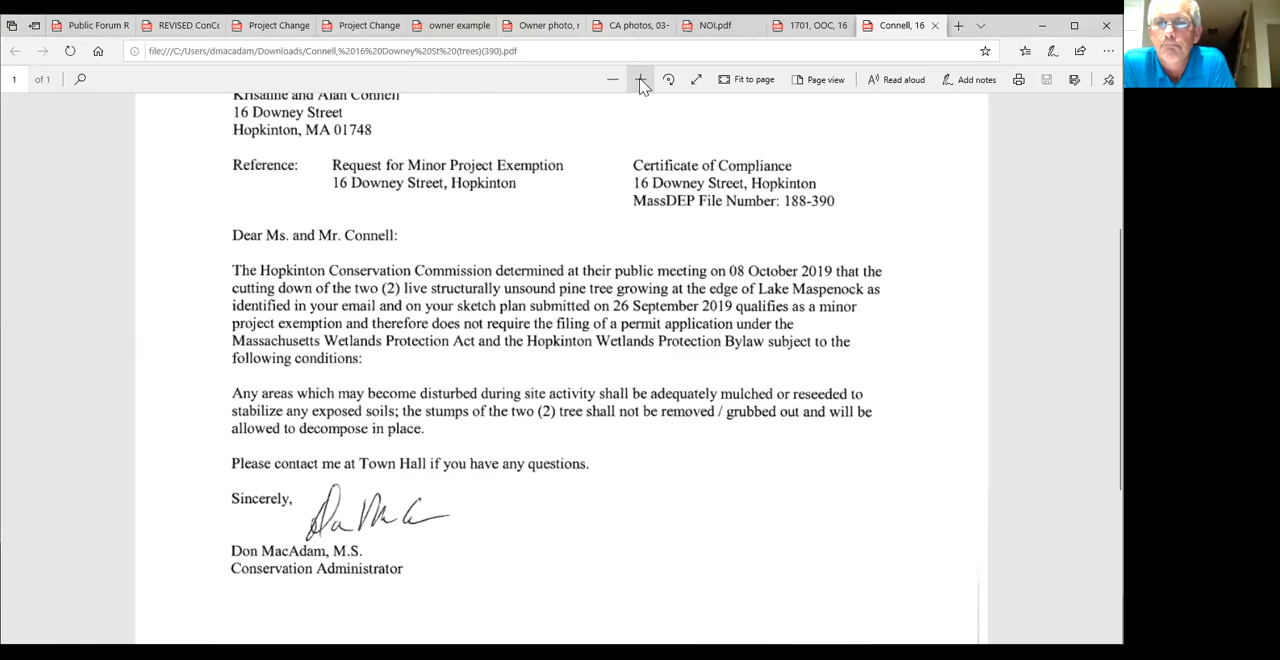 Public Forum R
REVISED ConCo
Project Change
Project Change
owner example
Owner photo, r
CA photos, 03-
NOI.pdf
1701, OOC, 16
Connell, 16
file:///C:/Users/dmacadam/Downloads/Connell,%2016%20Downey%20St%20(trees)(390).pdf
1 of 1
Fit to page
Page view
Read aloud
Add notes
Krisanne and Alan Connell
16 Downey Street
Hopkinton, MA 01748
Reference: Request for Minor Project Exemption Certificate of Compliance
16 Downey Street, Hopkinton 16 Downey Street, Hopkinton
MassDEP File Number: 188-390
Dear Ms. and Mr. Connell:
The Hopkinton Conservation Commission determined at their public meeting on 08 October 2019 that the
cutting down of the two (2) live structurally unsound pine tree growing at the edge of Lake Maspenock as
identified in your email and on your sketch plan submitted on 26 September 2019 qualifies as a minor
project exemption and therefore does not require the filing of a permit application under the
Massachusetts Wetlands Protection Act and the Hopkinton Wetlands Protection Bylaw subject to the
following conditions:
Any areas which may become disturbed during site activity shall be adequately mulched or reseeded to
stabilize any exposed soils; the stumps of the two (2) tree shall not be removed / grubbed out and will be
allowed to decompose in place.
Please contact me at Town Hall if you have any questions.
Sincerely,
Don MacAdam, M.S.
Conservation Administrator